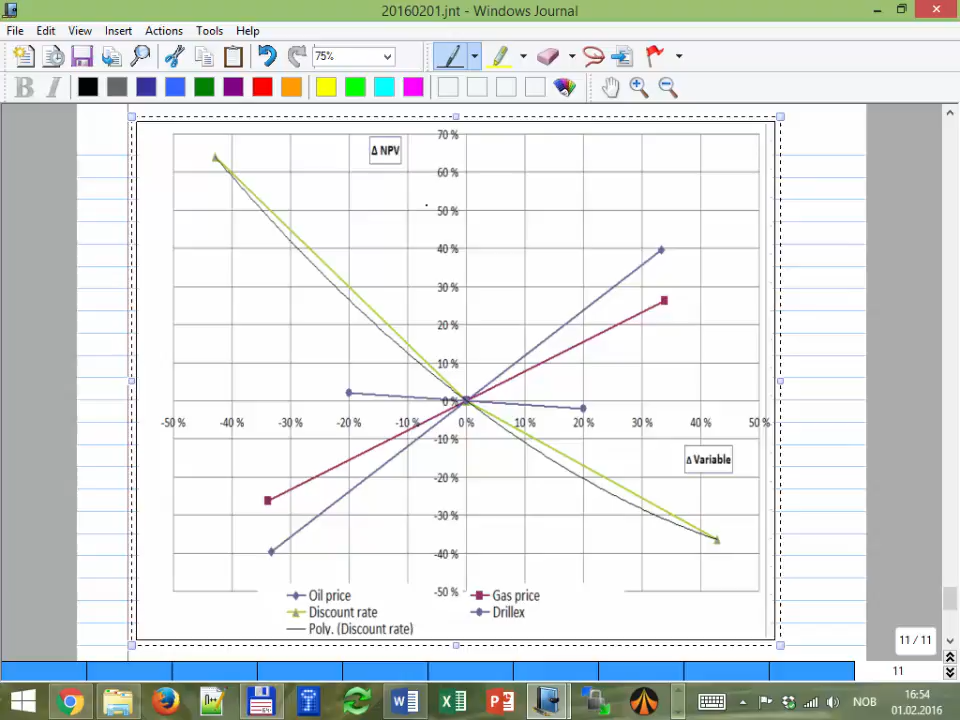 20160201.jnt - Windows Journal
File Edit View Insert Actions Tools Help
75%
B I
70 %
Δ NPV
60 %
50 %
40 %
30 %
20 %
10 %
0 %
-50 % -40 % -30 % -20 % -10 % 0 % 10 % 20 % 30 % 40 % 50 %
-10 %
Δ Variable
-20 %
-30 %
-40 %
-50 %
Oil price Gas price
Discount rate Drillex
Poly. (Discount rate)
11 / 11
11
NOB
16:54
01.02.2016